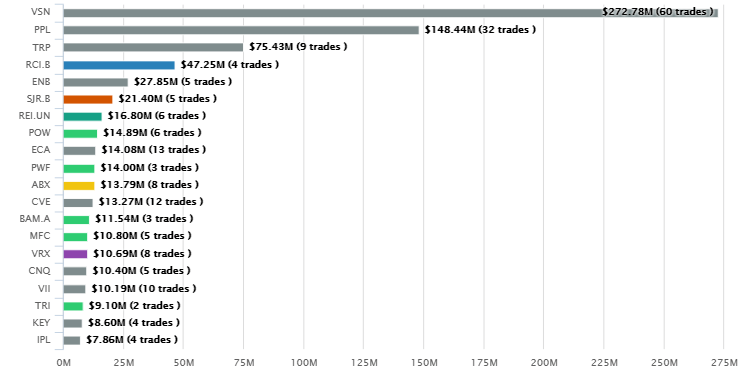 VSN $272.78M (60 trades )
PPL $148.44M (32 trades )
TRP $75.43M (9 trades )
RCI.B $47.25M (4 trades )
ENB $27.85M (5 trades )
SJR.B $21.40M (5 trades )
REI.UN $16.80M (6 trades )
POW $14.89M (6 trades )
ECA $14.08M (13 trades )
PWF $14.00M (3 trades )
ABX $13.79M (8 trades )
CVE $13.27M (12 trades )
BAM.A $11.54M (3 trades )
MFC $10.80M (5 trades )
VRX $10.69M (8 trades )
CNQ $10.40M (5 trades )
VII $10.19M (10 trades )
TRI $9.10M (2 trades )
KEY $8.60M (4 trades )
IPL $7.86M (4 trades )
0M 25M 50M 75M 100M 125M 150M 175M 200M 225M 250M 275M